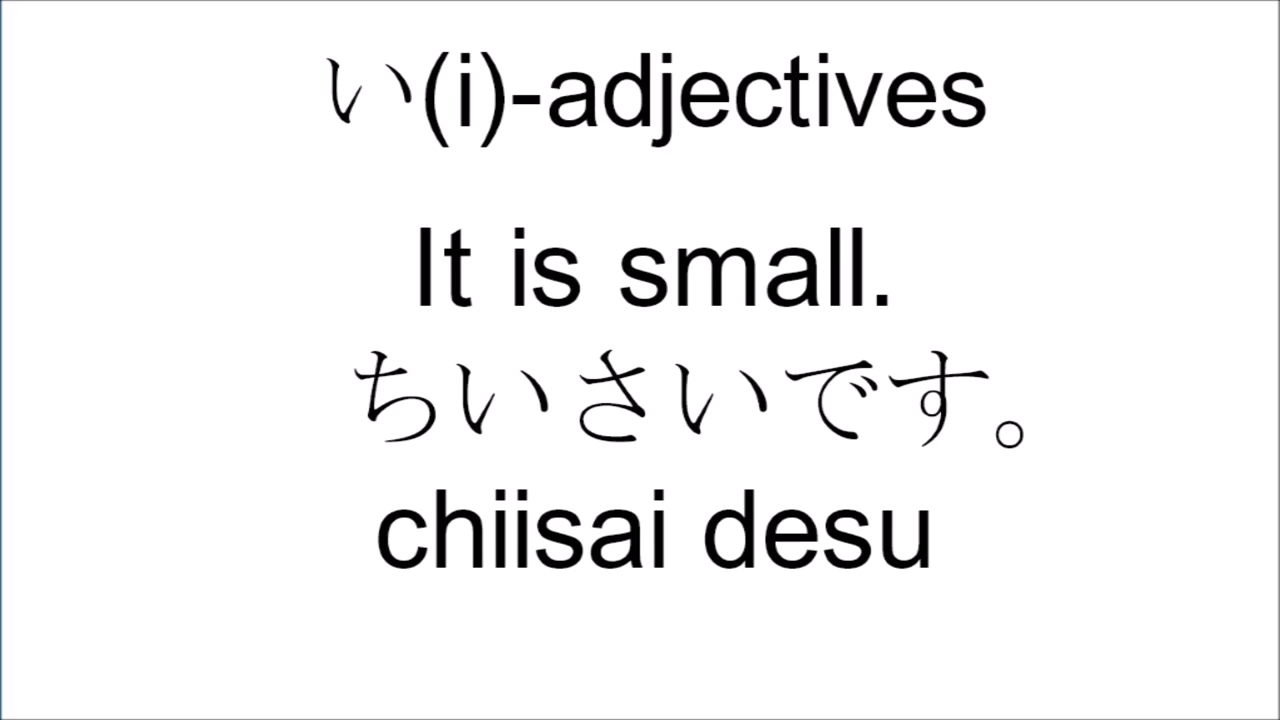 い(i)-adjectives
It is small.
ちいさいです。
chiisai desu